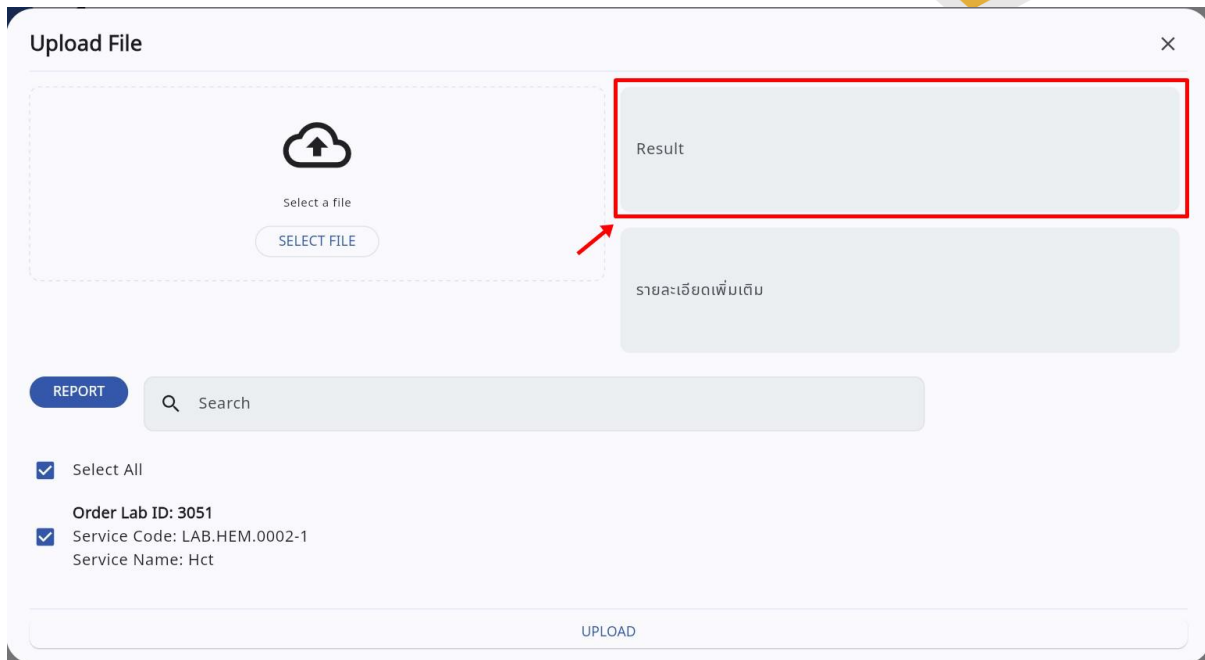 Upload File
Select a file
SELECT FILE
Result
รายละเอียดเพิ่มเติม
REPORT
Search
Select All
Order Lab ID: 3051
Service Code: LAB.HEM.0002-1
Service Name: Hct
UPLOAD